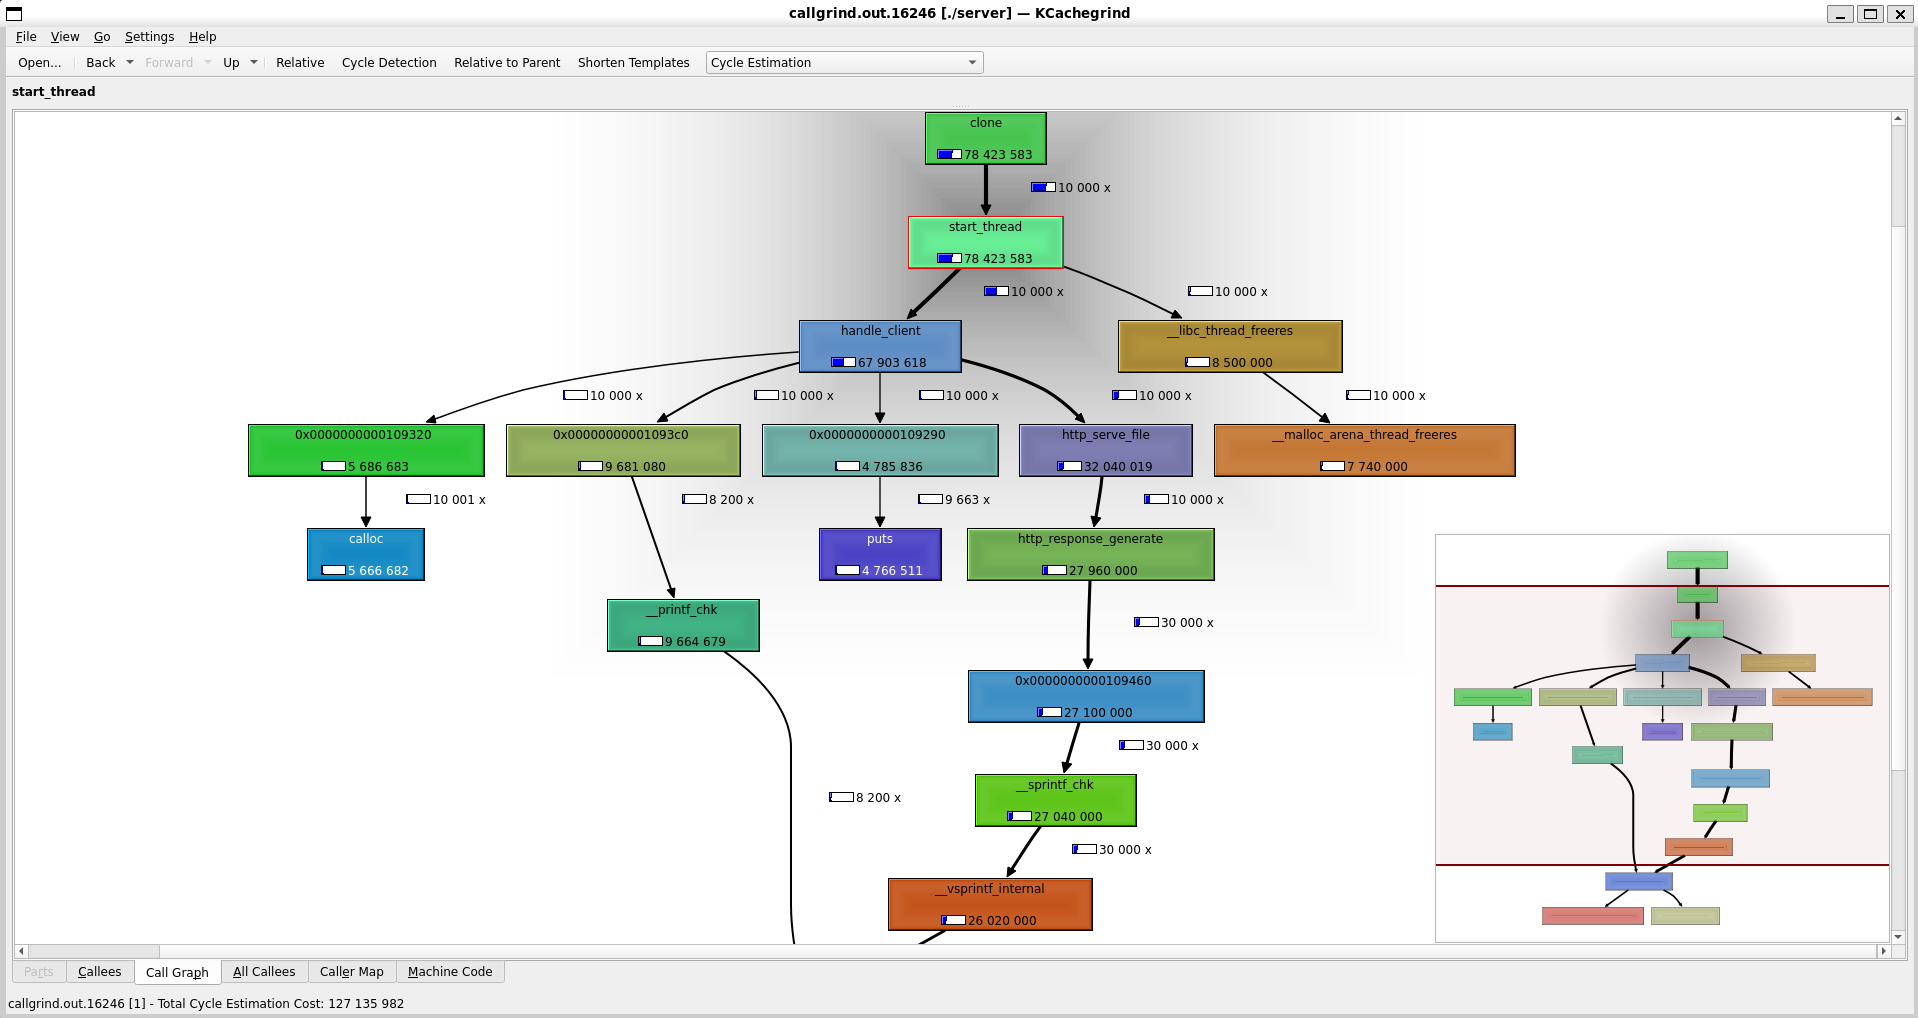 callgrind.out.16246 [./server] — KCachegrind
File View Go Settings Help
Open... Back Forward Up Relative Cycle Detection Relative to Parent Shorten Templates Cycle Estimation
start_thread
clone
78 423 583
10 000 x
start_thread
78 423 583
10 000 x
10 000 x
handle_client
67 903 618
__libc_thread_freeres
8 500 000
10 000 x
10 000 x
10 000 x
10 000 x
10 000 x
0x0000000000109320
5 686 683
0x00000000001093c0
9 681 080
0x0000000000109290
4 785 836
http_serve_file
32 040 019
__malloc_arena_thread_freeres
7 740 000
10 001 x
8 200 x
9 663 x
10 000 x
calloc
5 666 682
puts
4 766 511
http_response_generate
27 960 000
__printf_chk
9 664 679
30 000 x
0x0000000000109460
27 100 000
30 000 x
__sprintf_chk
27 040 000
8 200 x
30 000 x
__vsprintf_internal
26 020 000
Parts Callees Call Graph All Callees Caller Map Machine Code
callgrind.out.16246 [1] - Total Cycle Estimation Cost: 127 135 982